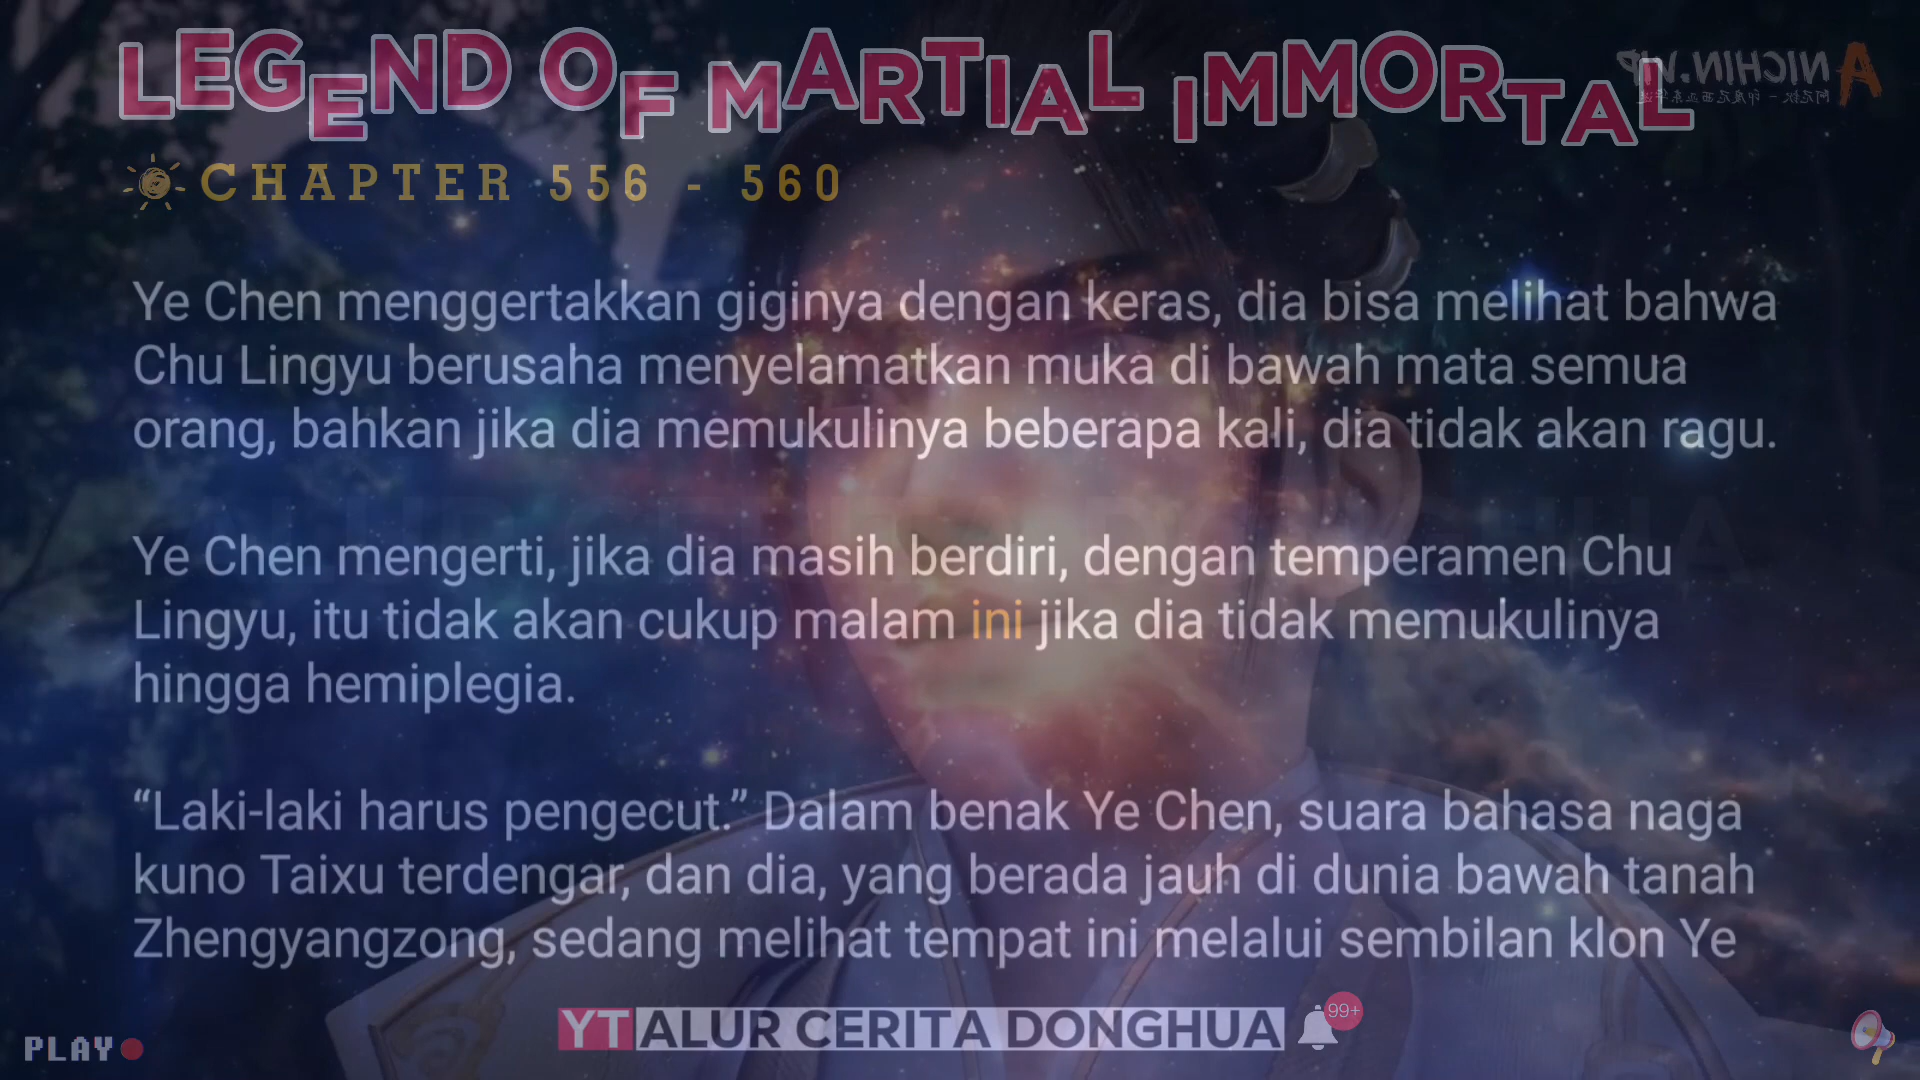 LEGEND OF MARTIAL IMMORTAL
ANICHIN.VIP
CHAPTER 556 - 560
Ye Chen menggertakkan giginya dengan keras, dia bisa melihat bahwa
Chu Lingyu berusaha menyelamatkan muka di bawah mata semua
orang, bahkan jika dia memukulinya beberapa kali, dia tidak akan ragu.
Ye Chen mengerti, jika dia masih berdiri, dengan temperamen Chu
Lingyu, itu tidak akan cukup malam ini jika dia tidak memukulinya
hingga hemiplegia.
“Laki-laki harus pengecut.” Dalam benak Ye Chen, suara bahasa naga
kuno Taixu terdengar, dan dia, yang berada jauh di dunia bawah tanah
Zhengyangzong, sedang melihat tempat ini melalui sembilan klon Ye
YT ALUR CERITA DONGHUA
99+
PLAY